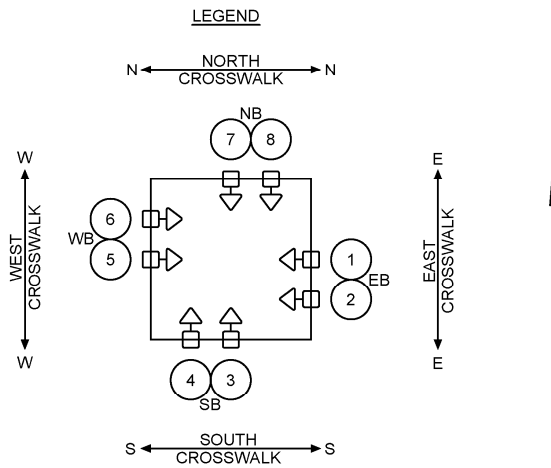 LEGEND
NORTH
N N
CROSSWALK
NB
7 8
W E
6
WB
5
WEST
CROSSWALK
1
EB
2
EAST
CROSSWALK
W E
4 3
SB
SOUTH
S S
CROSSWALK